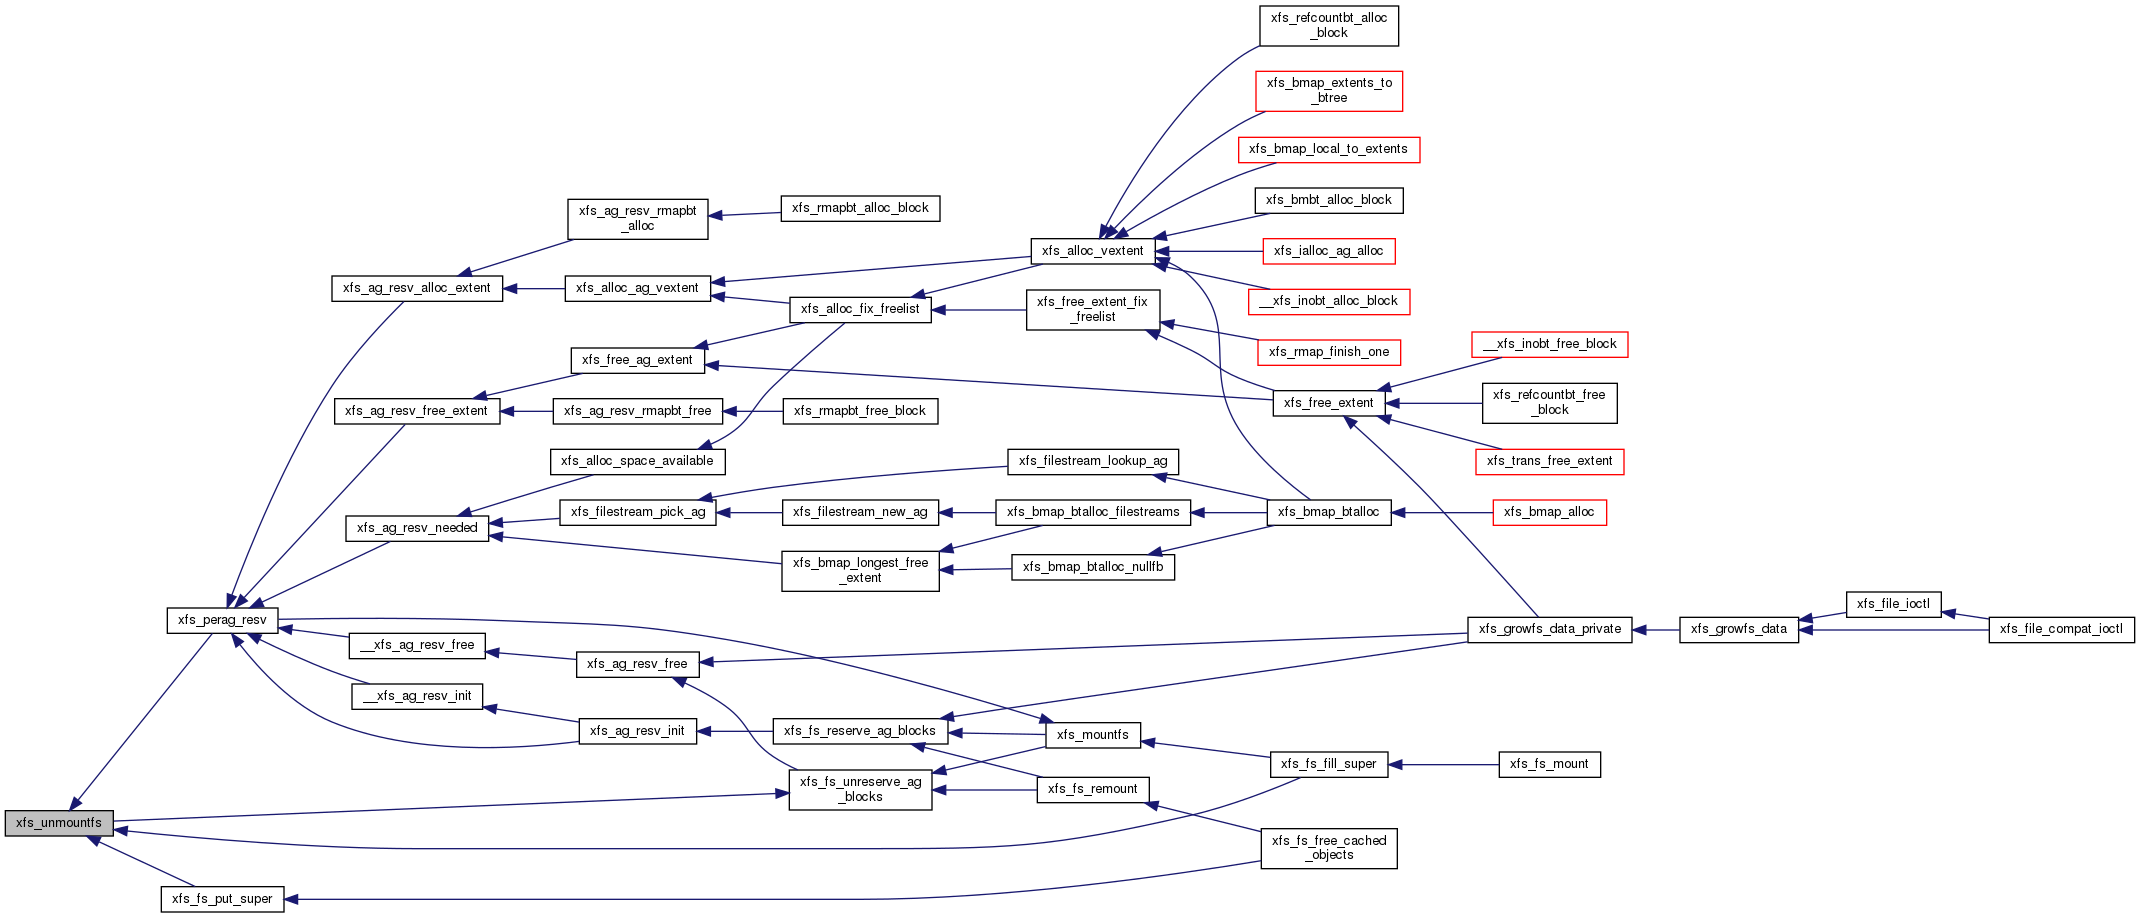 xfs_refcountbt_alloc
_block
xfs_bmap_extents_to
_btree
xfs_bmap_local_to_extents
xfs_bmbt_alloc_block
xfs_ag_resv_rmapbt
_alloc
xfs_rmapbt_alloc_block
xfs_alloc_vextent
xfs_ialloc_ag_alloc
xfs_ag_resv_alloc_extent
xfs_alloc_ag_vextent
xfs_alloc_fix_freelist
xfs_free_extent_fix
_freelist
__xfs_inobt_alloc_block
xfs_rmap_finish_one
__xfs_inobt_free_block
xfs_free_ag_extent
xfs_free_extent
xfs_refcountbt_free
_block
xfs_ag_resv_free_extent
xfs_ag_resv_rmapbt_free
xfs_rmapbt_free_block
xfs_trans_free_extent
xfs_alloc_space_available
xfs_filestream_lookup_ag
xfs_ag_resv_needed
xfs_filestream_pick_ag
xfs_filestream_new_ag
xfs_bmap_btalloc_filestreams
xfs_bmap_btalloc
xfs_bmap_alloc
xfs_bmap_longest_free
_extent
xfs_bmap_btalloc_nullfb
xfs_perag_resv
xfs_growfs_data_private
xfs_growfs_data
xfs_file_ioctl
xfs_file_compat_ioctl
__xfs_ag_resv_free
xfs_ag_resv_free
__xfs_ag_resv_init
xfs_ag_resv_init
xfs_fs_reserve_ag_blocks
xfs_mountfs
xfs_fs_fill_super
xfs_fs_mount
xfs_fs_unreserve_ag
_blocks
xfs_fs_remount
xfs_unmountfs
xfs_fs_free_cached
_objects
xfs_fs_put_super